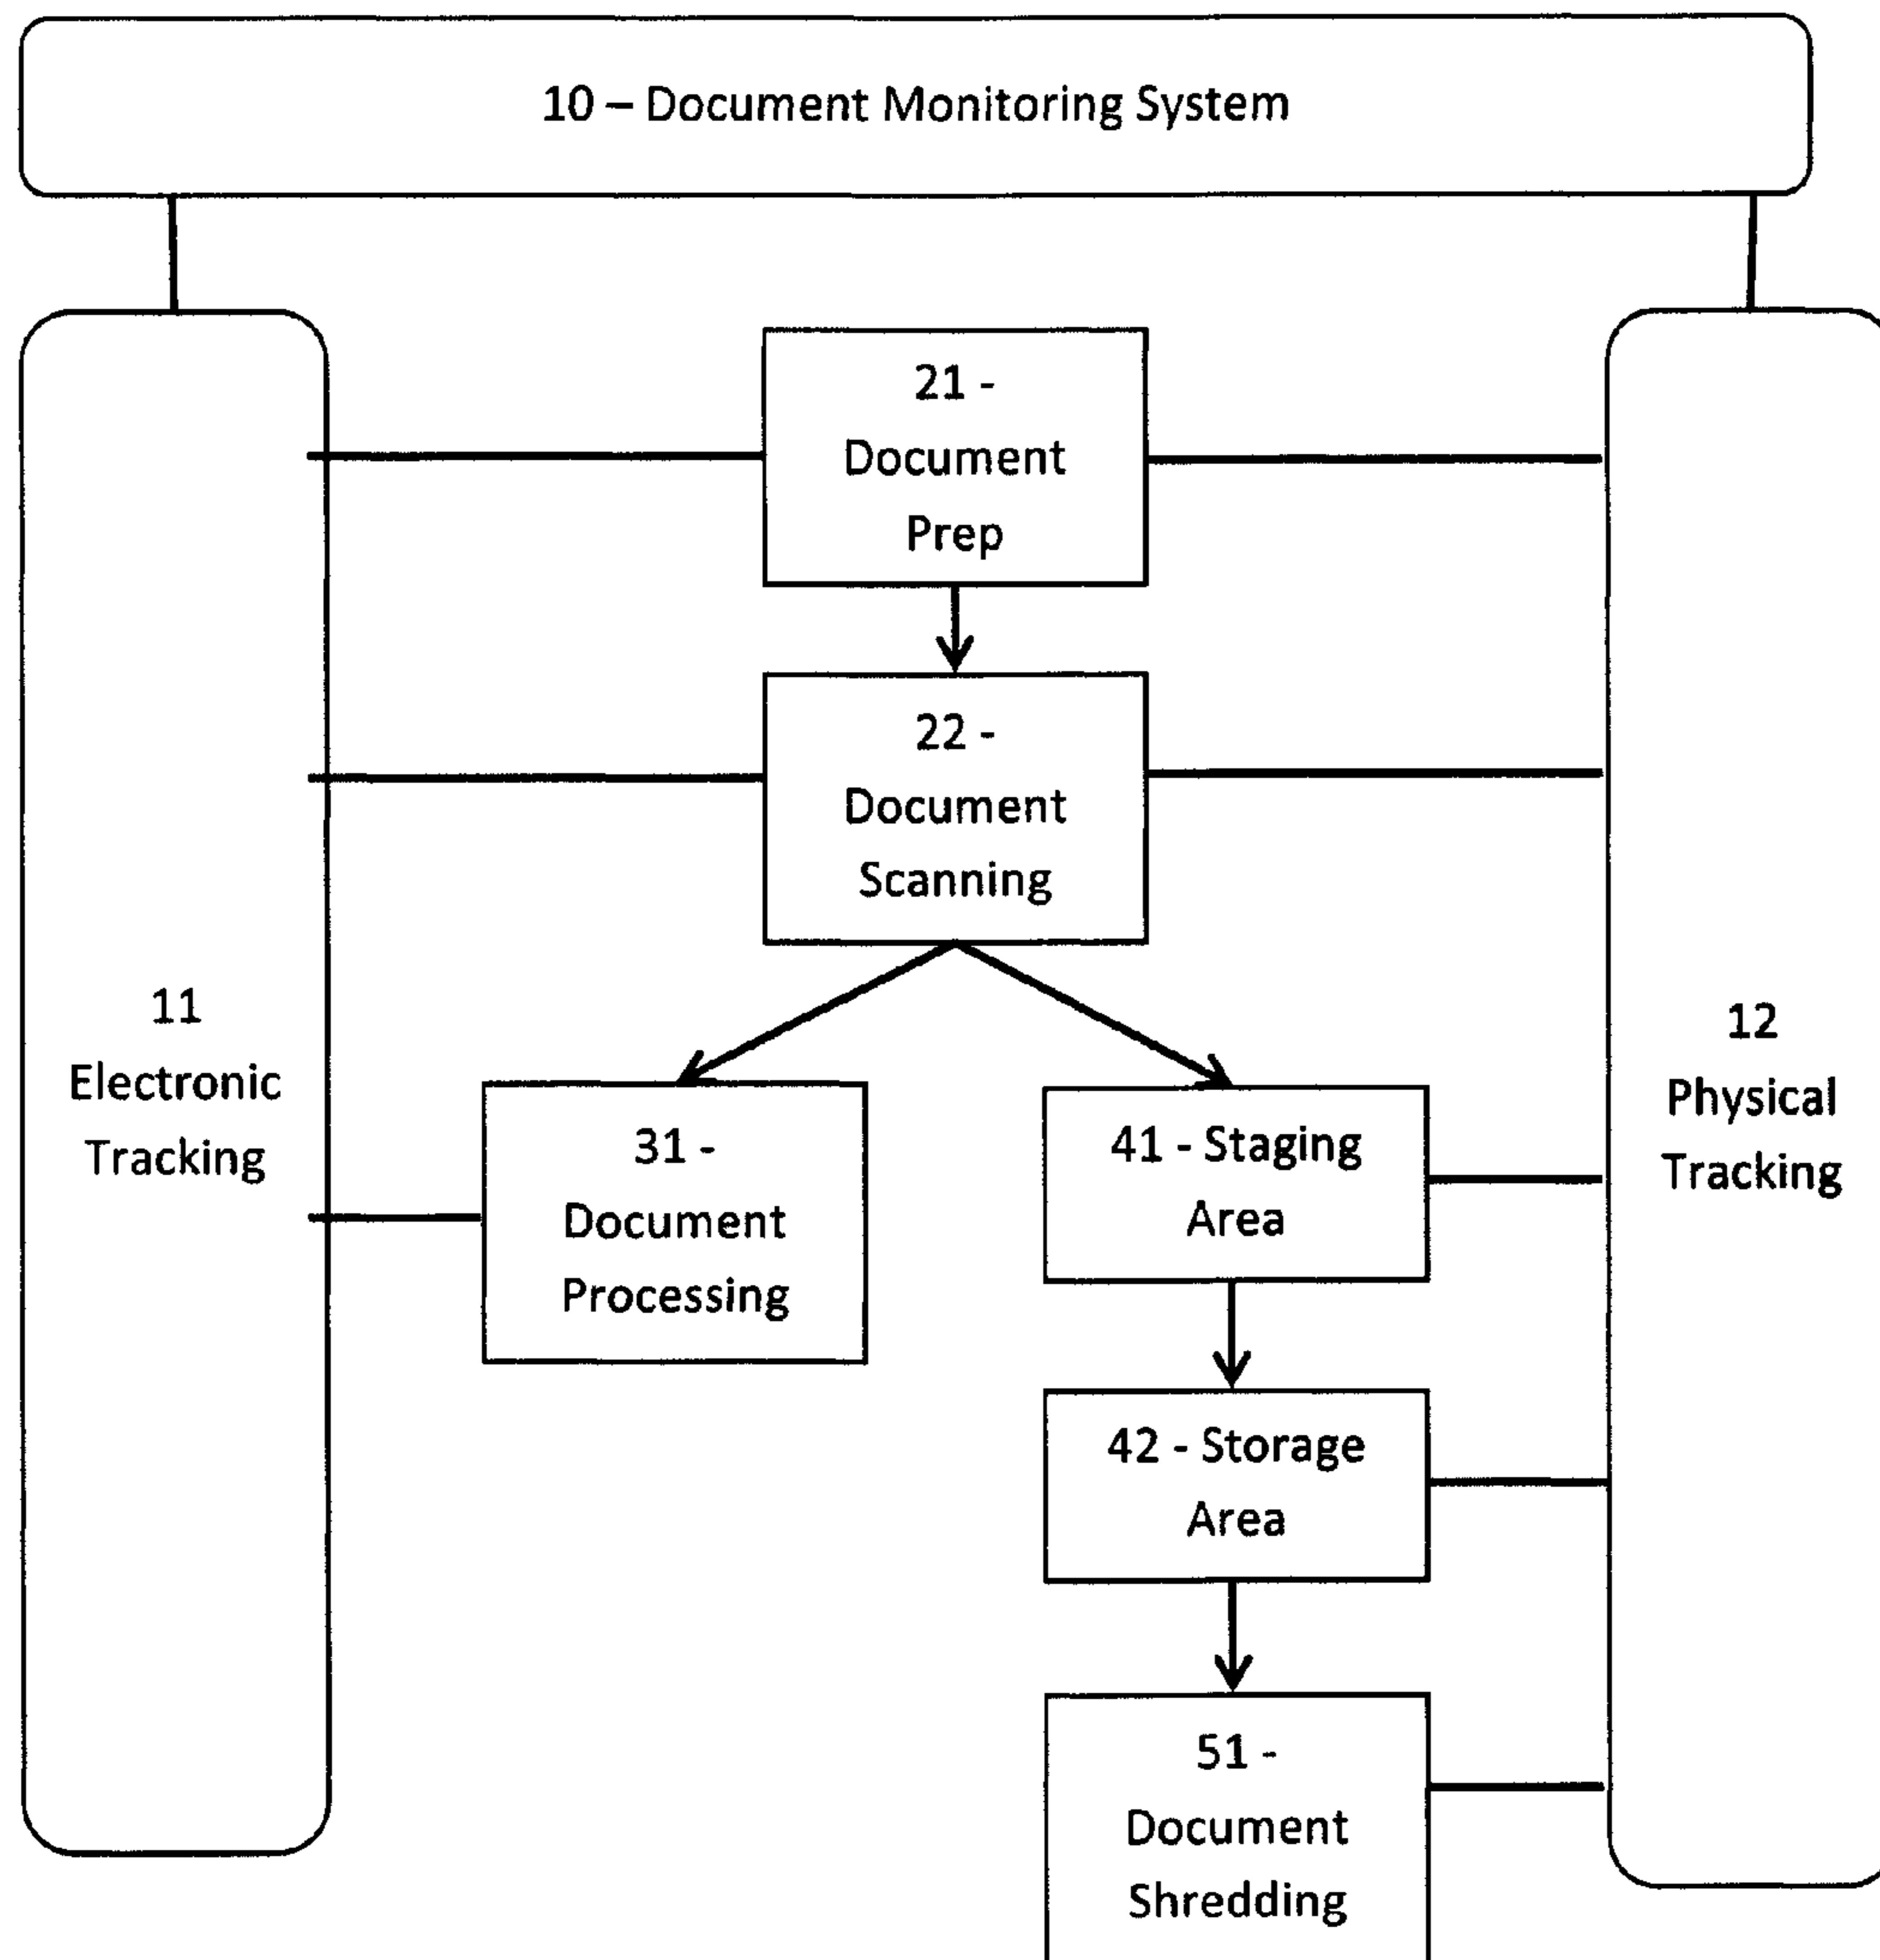 10 – Document Monitoring System
21 -
Document
Prep
22 -
Document
Scanning
11
Electronic
Tracking
12
Physical
Tracking
31 -
Document
Processing
41 - Staging
Area
42 - Storage
Area
51 -
Document
Shredding